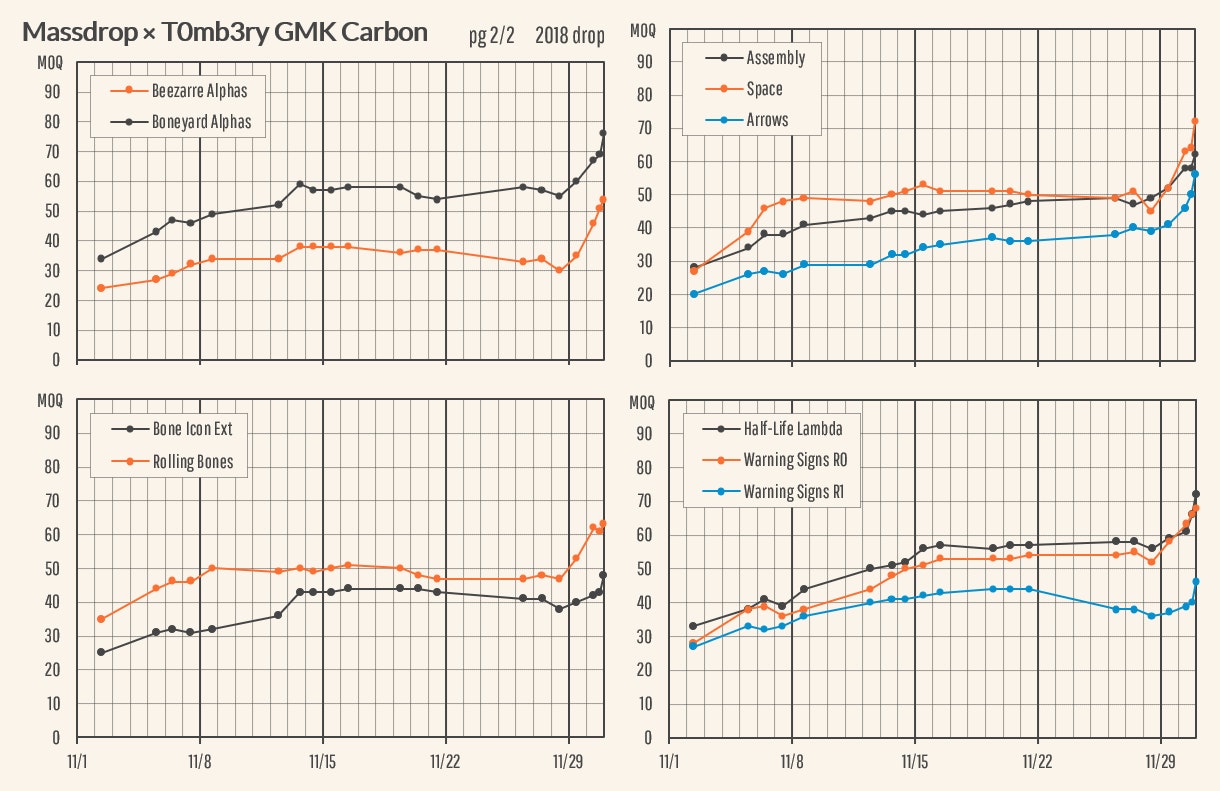 Massdrop × T0mb3ry GMK Carbon pg 2/2 2018 drop
MOQ
90
80
70
60
50
40
30
20
10
0
Beezarre Alphas
Boneyard Alphas
MOQ
90
80
70
60
50
40
30
20
10
0
Assembly
Space
Arrows
MOQ
90
80
70
60
50
40
30
20
10
0
Bone Icon Ext
Rolling Bones
11/1 11/8 11/15 11/22 11/29
MOQ
90
80
70
60
50
40
30
20
10
0
Half-Life Lambda
Warning Signs R0
Warning Signs R1
11/1 11/8 11/15 11/22 11/29